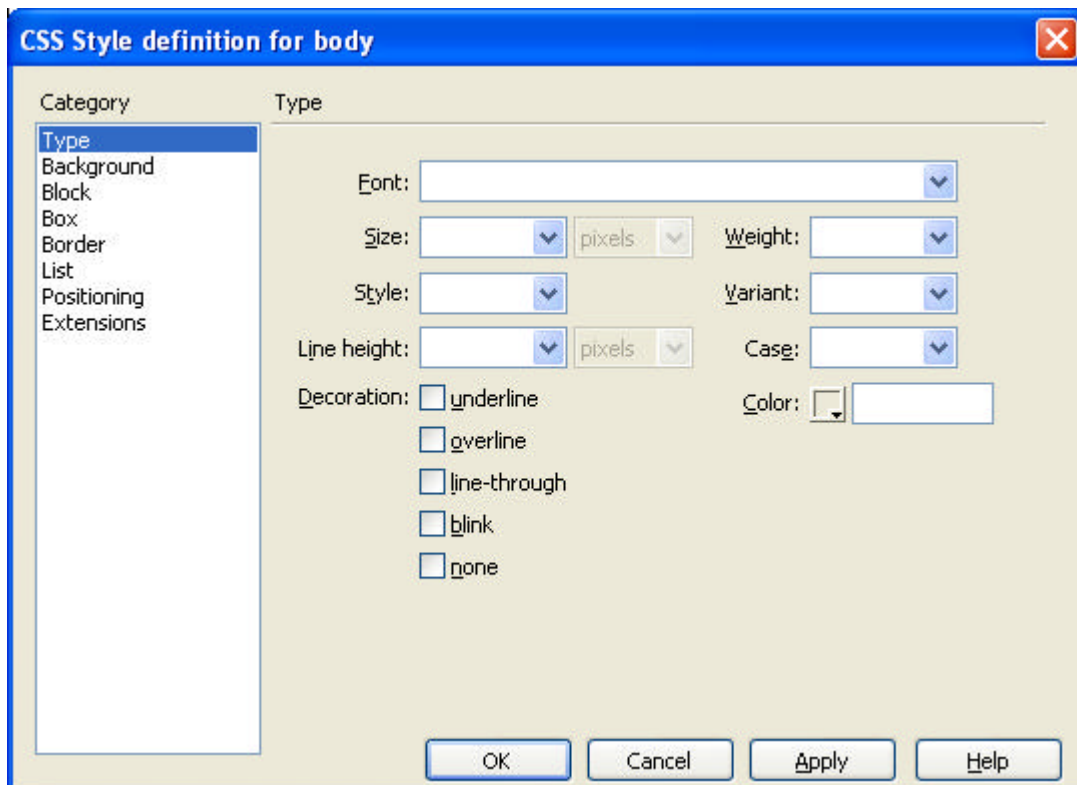 CSS Style definition for body
Category
Type
Background
Block
Box
Border
List
Positioning
Extensions
Type
Font:
Size: pixels Weight:
Style: Variant:
Line height: pixels Case:
Decoration: underline Color:
overline
line-through
blink
none
OK Cancel Apply Help